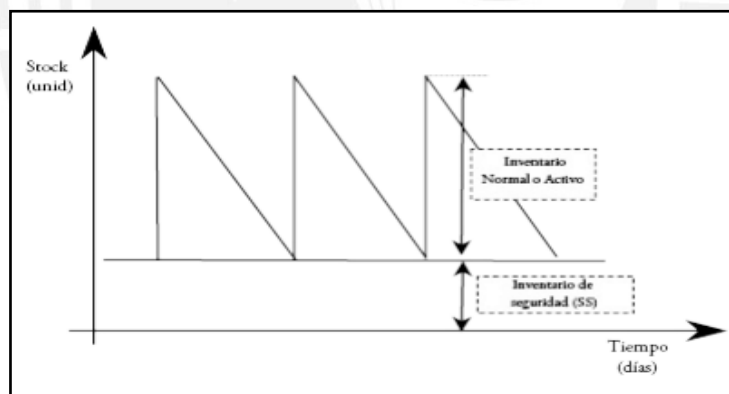 Stock
(unid)
Inventario
Normal o Activo
Inventario de
seguridad (SS)
Tiempo
(días)